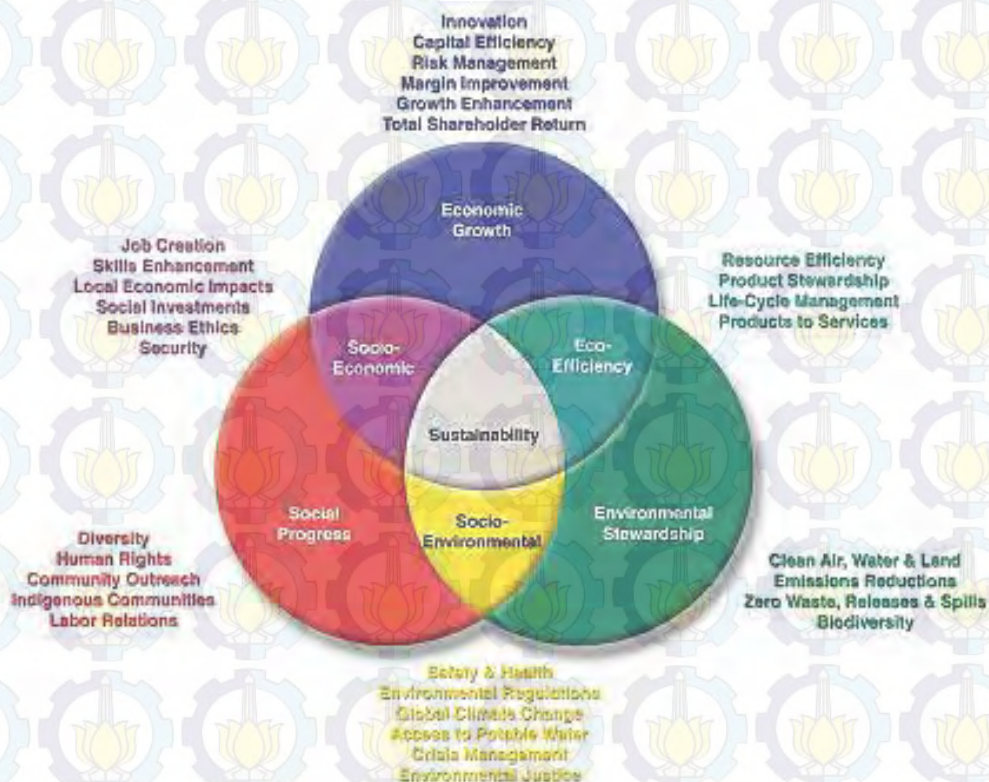 Innovation
Capital Efficiency
Risk Management
Margin Improvement
Growth Enhancement
Total Shareholder Return
Economic
Growth
Job Creation
Skills Enhancement
Local Economic Impacts
Social Investments
Business Ethics
Security
Resource Efficiency
Product Stewardship
Life-Cycle Management
Products to Services
Socio-
Economic
Eco-
Efficiency
Sustainability
Social
Progress
Socio-
Environmental
Environmental
Stewardship
Diversity
Human Rights
Community Outreach
Indigenous Communities
Labor Relations
Clean Air, Water & Land
Emissions Reductions
Zero Waste, Releases & Spills
Biodiversity
Safety & Health
Environmental Regulations
Global Climate Change
Access to Potable Water
Crisis Management
Environmental Justice